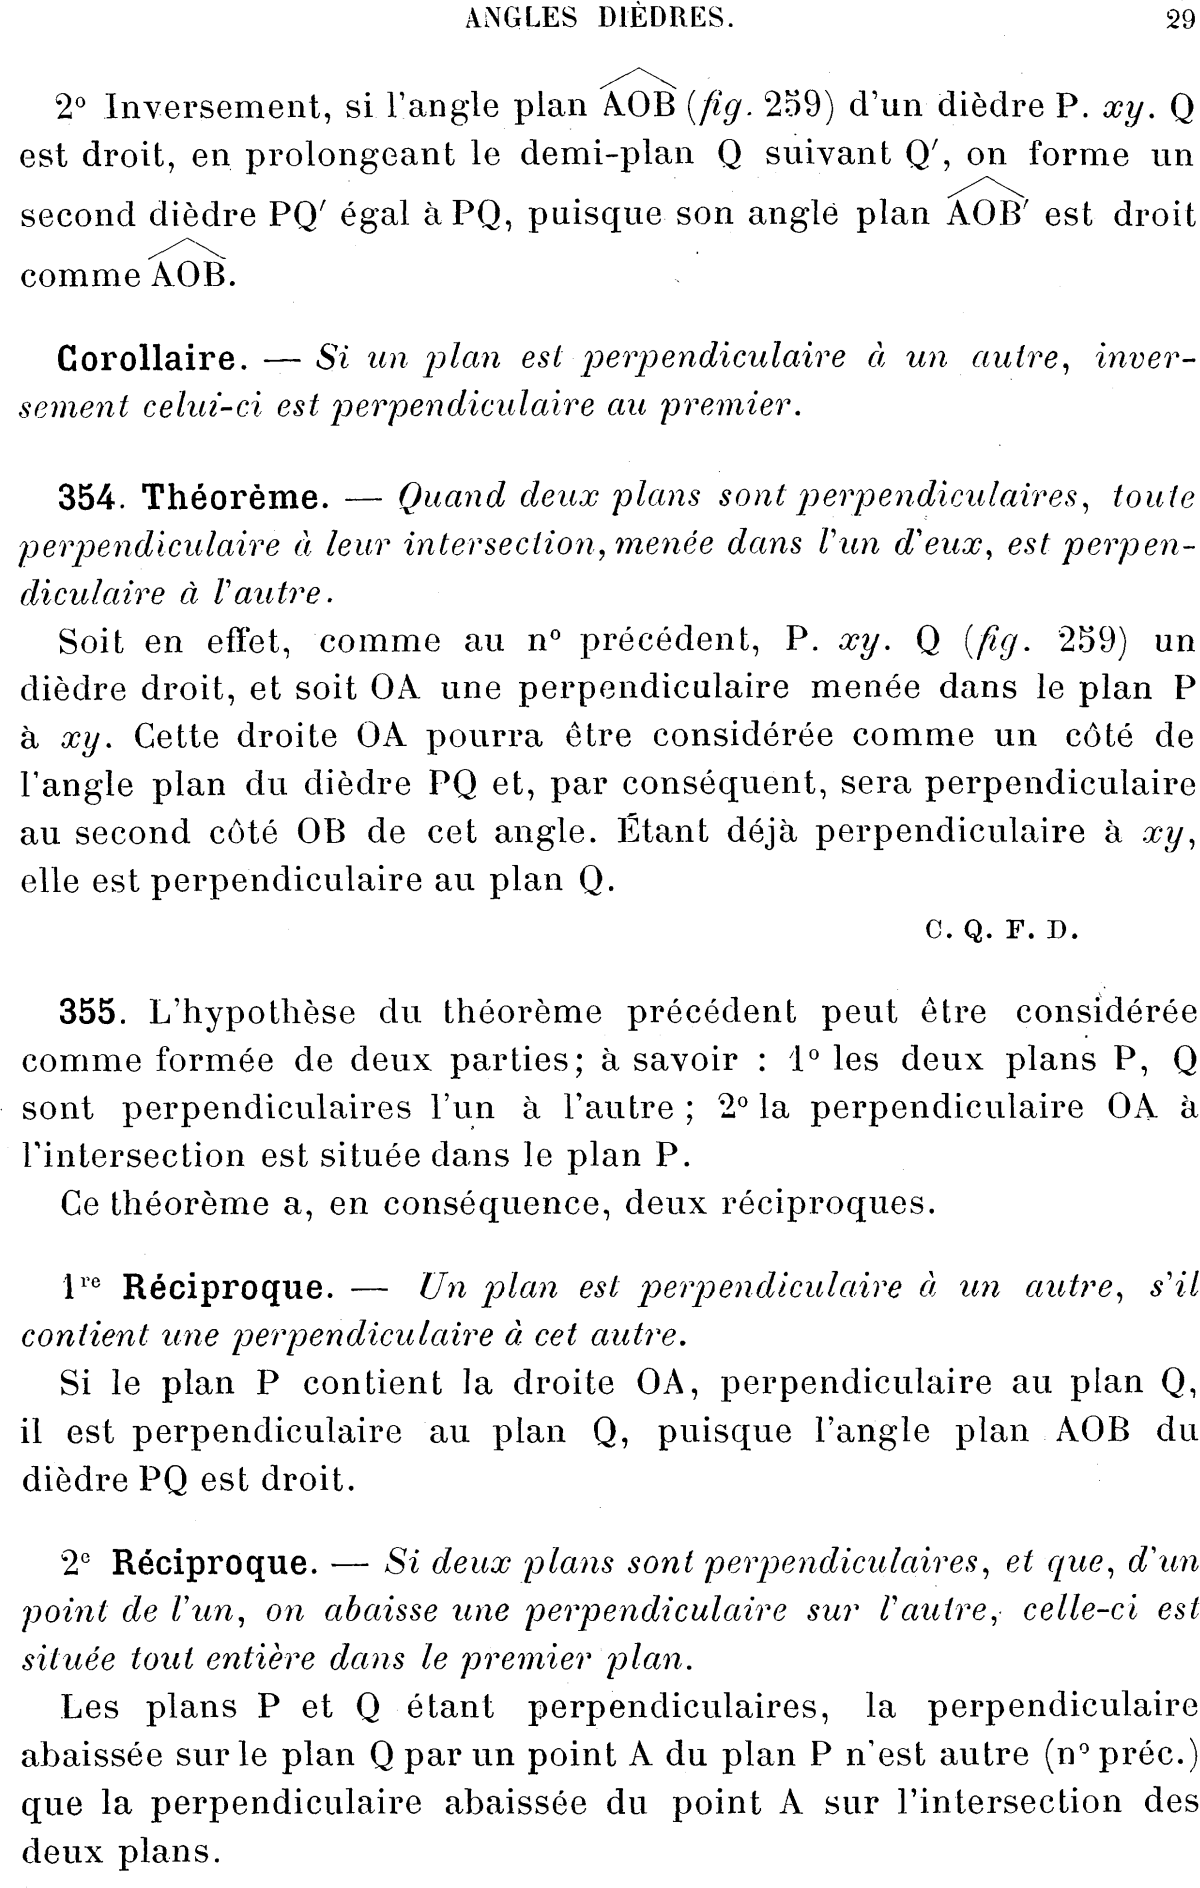 ANGLES DIÈDRES. 29
2° Inversement, si l'angle plan AOB (fig. 259) d'un dièdre P. xy. Q
est droit, en prolongeant le demi-plan Q suivant Q′, on forme un
second dièdre PQ′ égal à PQ, puisque son angle plan AOB′ est droit
comme AOB.
Corollaire. — Si un plan est perpendiculaire à un autre, inver-
sement celui-ci est perpendiculaire au premier.
354. Théorème. — Quand deux plans sont perpendiculaires, toute
perpendiculaire à leur intersection, menée dans l'un d'eux, est perpen-
diculaire à l'autre.
Soit en effet, comme au n° précédent, P. xy. Q (fig. 259) un
dièdre droit, et soit OA une perpendiculaire menée dans le plan P
à xy. Cette droite OA pourra être considérée comme un côté de
l'angle plan du dièdre PQ et, par conséquent, sera perpendiculaire
au second côté OB de cet angle. Étant déjà perpendiculaire à xy,
elle est perpendiculaire au plan Q.
C. Q. F. D.
355. L'hypothèse du théorème précédent peut être considérée
comme formée de deux parties; à savoir : 1° les deux plans P, Q
sont perpendiculaires l'un à l'autre ; 2° la perpendiculaire OA à
l'intersection est située dans le plan P.
Ce théorème a, en conséquence, deux réciproques.
1re Réciproque. — Un plan est perpendiculaire à un autre, s'il
contient une perpendiculaire à cet autre.
Si le plan P contient la droite OA, perpendiculaire au plan Q,
il est perpendiculaire au plan Q, puisque l'angle plan AOB du
dièdre PQ est droit.
2e Réciproque. — Si deux plans sont perpendiculaires, et que, d'un
point de l'un, on abaisse une perpendiculaire sur l'autre, celle-ci est
située tout entière dans le premier plan.
Les plans P et Q étant perpendiculaires, la perpendiculaire
abaissée sur le plan Q par un point A du plan P n'est autre (n° préc.)
que la perpendiculaire abaissée du point A sur l'intersection des
deux plans.